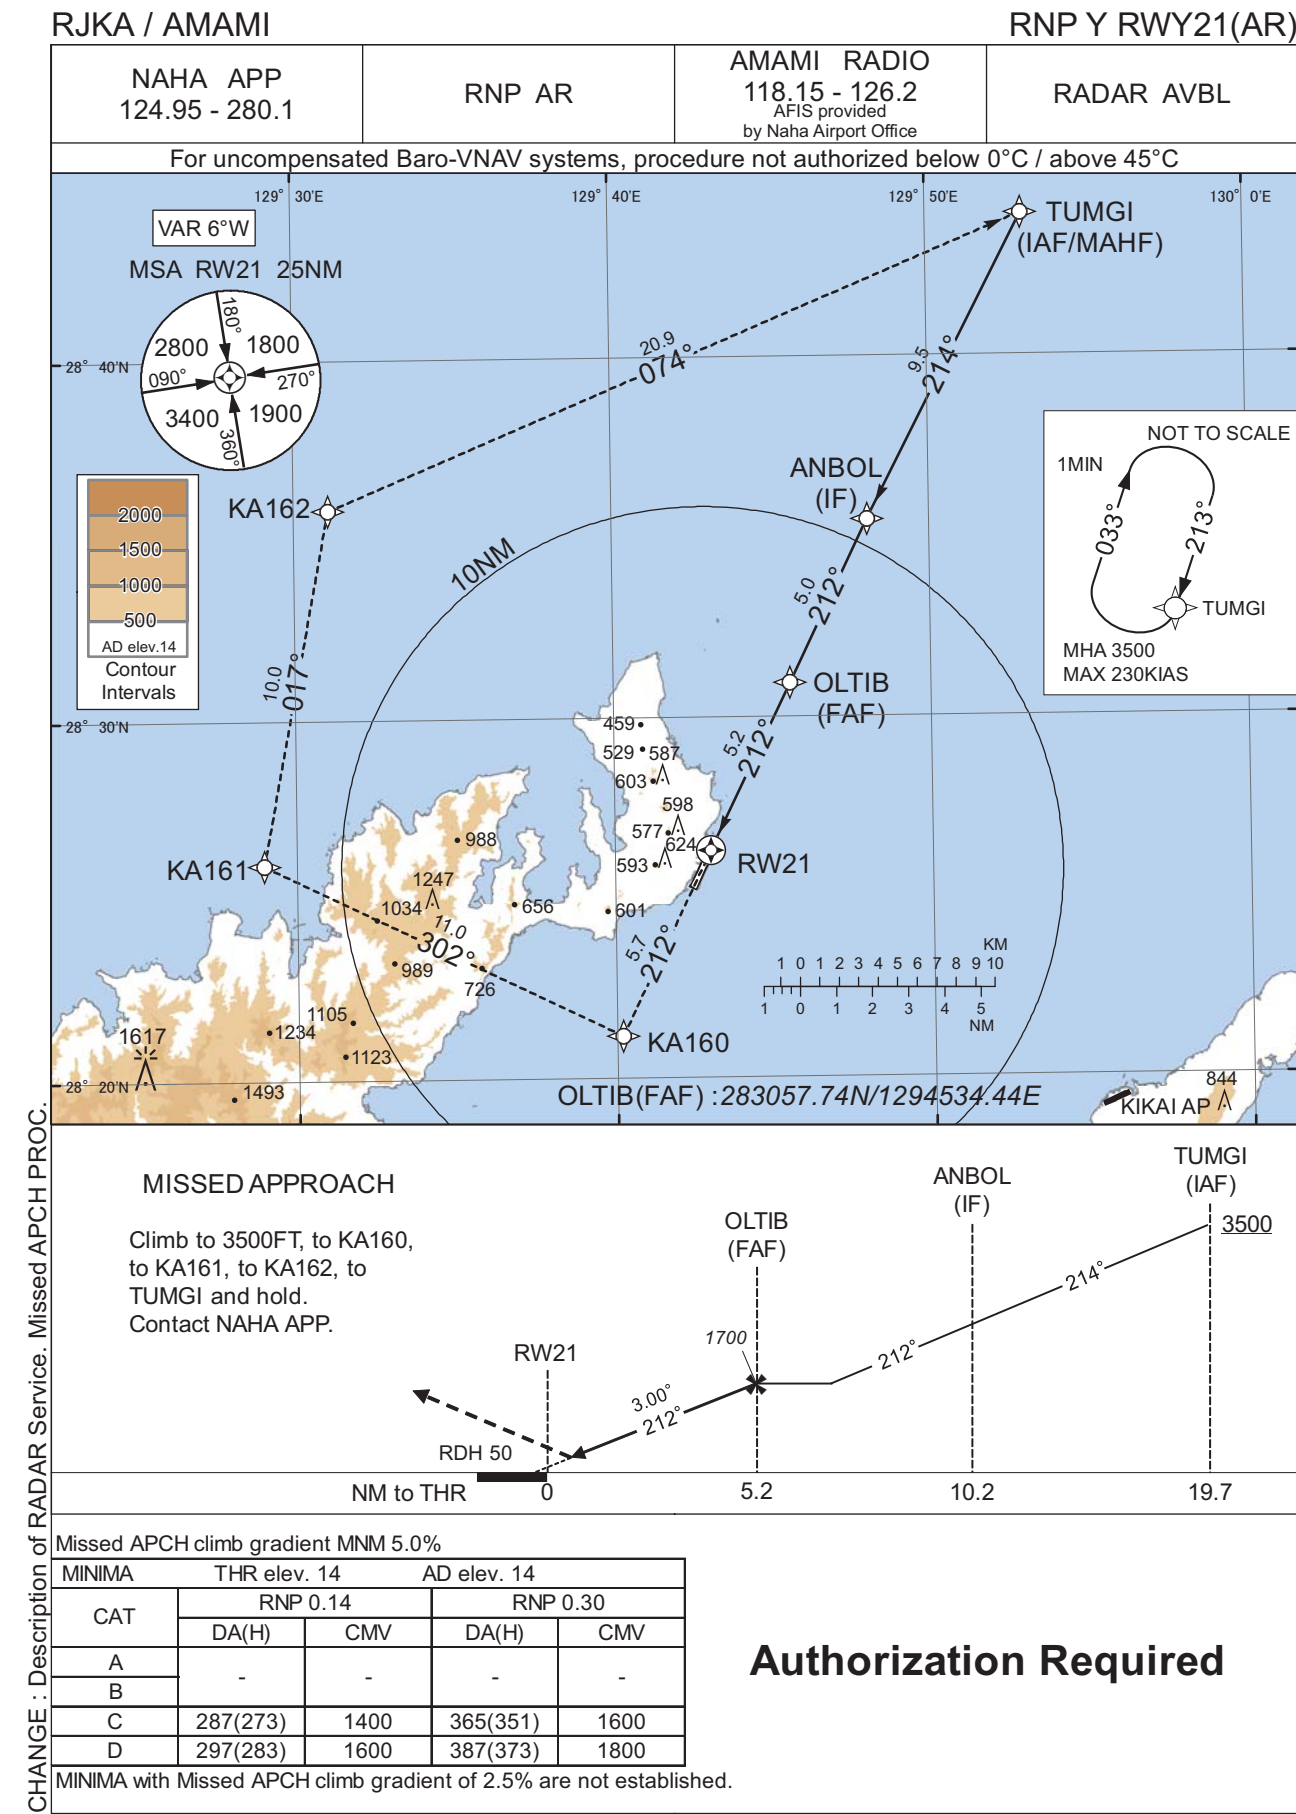 RJKA / AMAMI
RNP Y RWY21(AR)
NAHA APP
124.95 - 280.1
RNP AR
AMAMI RADIO
118.15 - 126.2
AFIS provided
by Naha Airport Office
RADAR AVBL
For uncompensated Baro-VNAV systems, procedure not authorized below 0°C / above 45°C
129° 30'E
129° 40'E
129° 50'E
130° 0'E
VAR 6°W
MSA RW21 25NM
180°
2800
1800
090°
270°
3400
1900
360°
TUMGI
(IAF/MAHF)
28° 40'N
20.9
074°
9.5
214°
NOT TO SCALE
1MIN
033°
213°
TUMGI
MHA 3500
MAX 230KIAS
ANBOL
(IF)
KA162
2000
1500
1000
500
AD elev.14
Contour
Intervals
10NM
5.0
212°
10.0
017°
OLTIB
(FAF)
28° 30'N
5.2
212°
459
529
587
603
598
577
624
593
RW21
988
KA161
1247
1034
656
601
11.0
302°
989
726
5.7
212°
KM
1 0 1 2 3 4 5 6 7 8 9 10
1 0 1 2 3 4 5
NM
1105
1234
1123
1617
1493
KA160
28° 20'N
OLTIB(FAF) :283057.74N/1294534.44E
844
KIKAI AP
MISSED APPROACH
Climb to 3500FT, to KA160,
to KA161, to KA162, to
TUMGI and hold.
Contact NAHA APP.
TUMGI
(IAF)
3500
ANBOL
(IF)
OLTIB
(FAF)
214°
212°
1700
RW21
3.00°
212°
RDH 50
NM to THR
0
5.2
10.2
19.7
Missed APCH climb gradient MNM 5.0%
MINIMA THR elev. 14 AD elev. 14
CAT
RNP 0.14
RNP 0.30
DA(H) CMV DA(H) CMV
A
B
- - - -
C 287(273) 1400 365(351) 1600
D 297(283) 1600 387(373) 1800
MINIMA with Missed APCH climb gradient of 2.5% are not established.
Authorization Required
CHANGE : Description of RADAR Service. Missed APCH PROC.